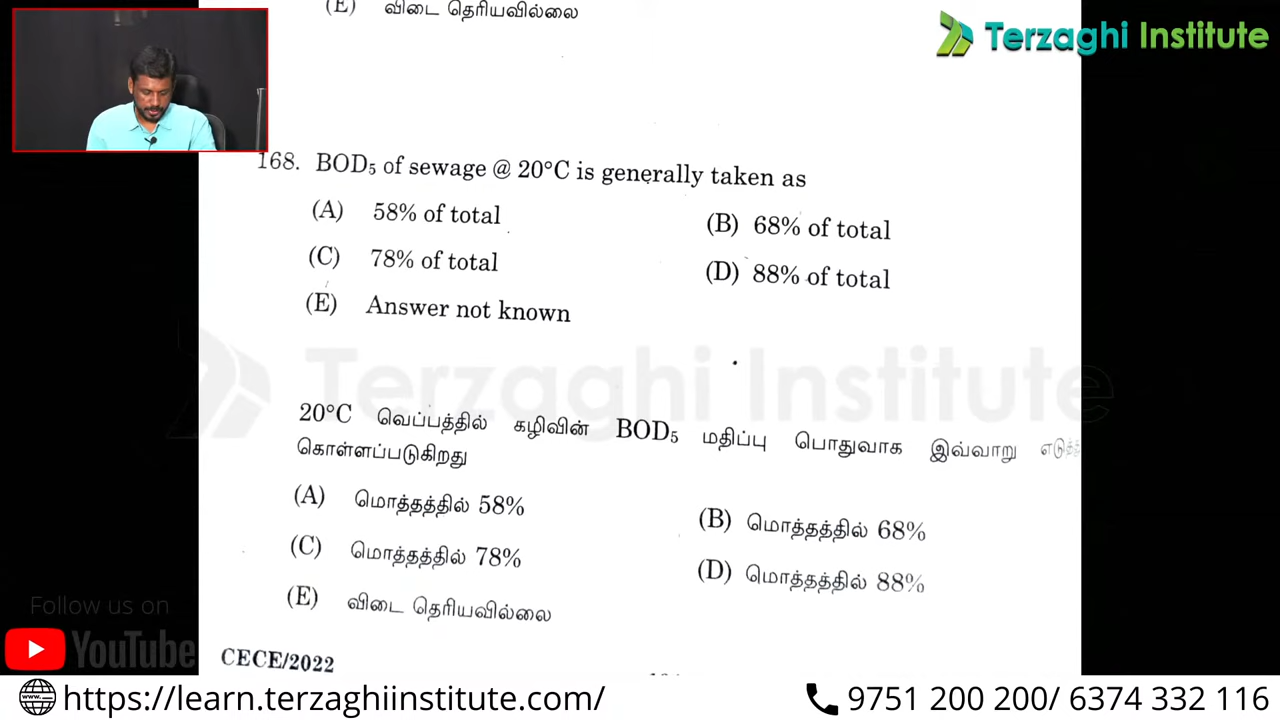 (E) விடை தெரியவில்லை
Terzaghi Institute
168. BOD₅ of sewage @ 20°C is generally taken as
(A) 58% of total
(B) 68% of total
(C) 78% of total
(D) 88% of total
(E) Answer not known
Terzaghi Institute
20°C வெப்பத்தில் கழிவின் BOD₅ மதிப்பு பொதுவாக இவ்வாறு
கொள்ளப்படுகிறது
(A) மொத்தத்தில் 58%
(B) மொத்தத்தில் 68%
(C) மொத்தத்தில் 78%
(D) மொத்தத்தில் 88%
(E) விடை தெரியவில்லை
Follow us on
YouTube
CECE/2022
https://learn.terzaghiinstitute.com/
9751 200 200/ 6374 332 116